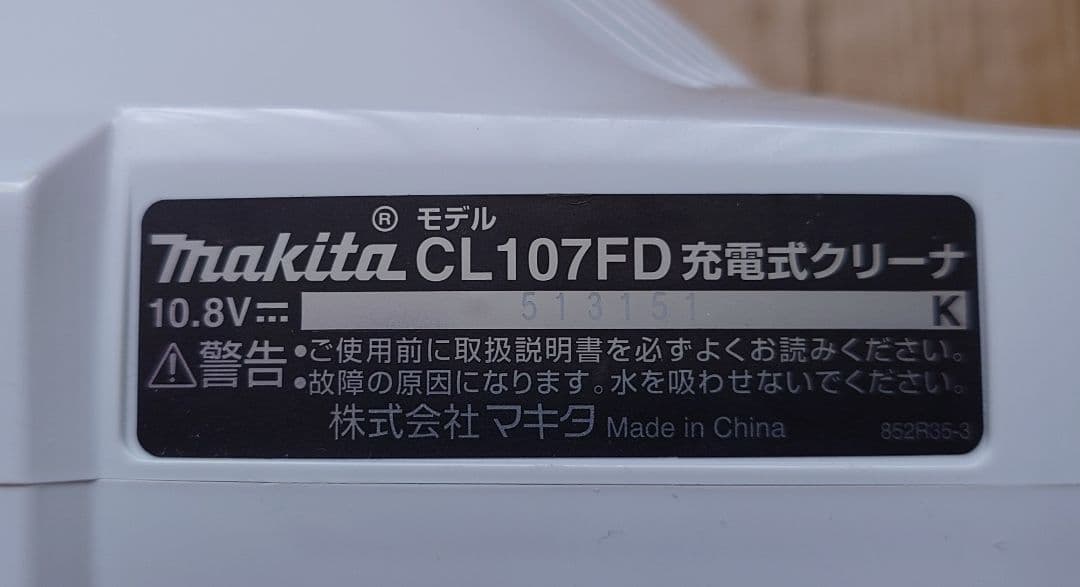 makita® モデル CL107FD 充電式クリーナ
10.8V⎓ 513151 K
⚠警告 •ご使用前に取扱説明書を必ずよくお読みください。
•故障の原因になります。水を吸わせないでください。
株式会社マキタ Made in China 852R35-3